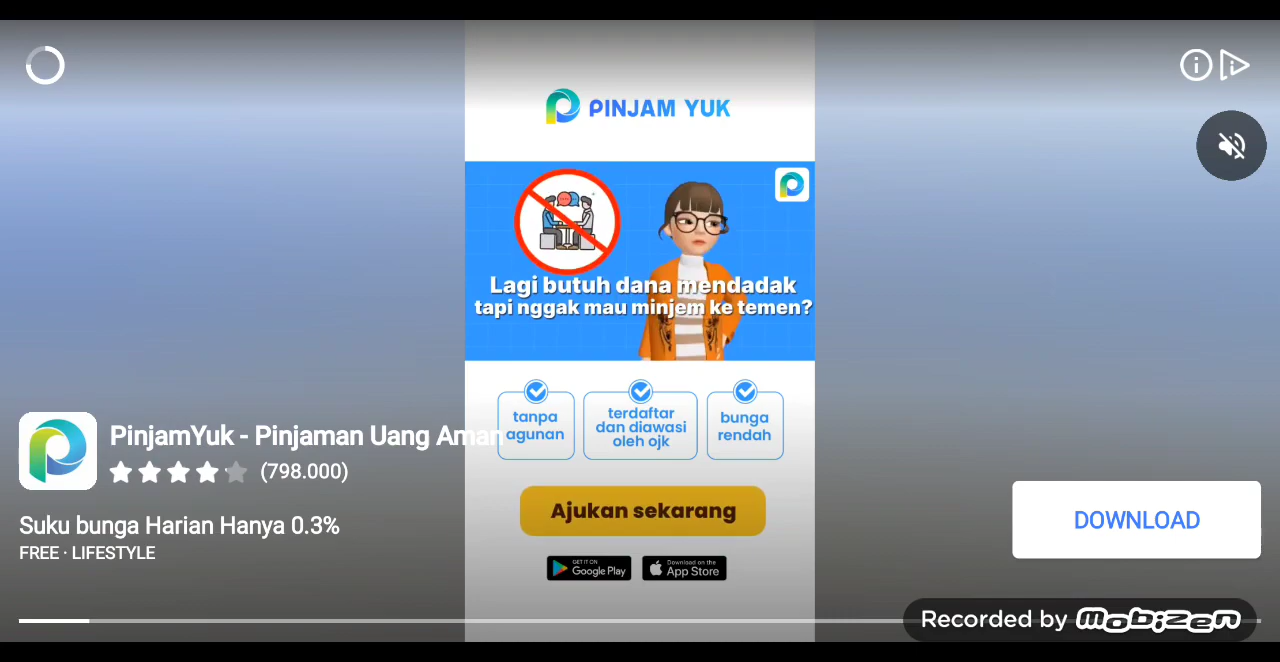 PINJAM YUK
Lagi butuh dana mendadak
tapi nggak mau minjem ke temen?
tanpa
agunan
terdaftar
dan diawasi
oleh ojk
bunga
rendah
Ajukan sekarang
GET IT ON
Google Play
Download on the
App Store
PinjamYuk - Pinjaman Uang Aman
(798.000)
Suku bunga Harian Hanya 0.3%
FREE · LIFESTYLE
DOWNLOAD
Recorded by mobizen